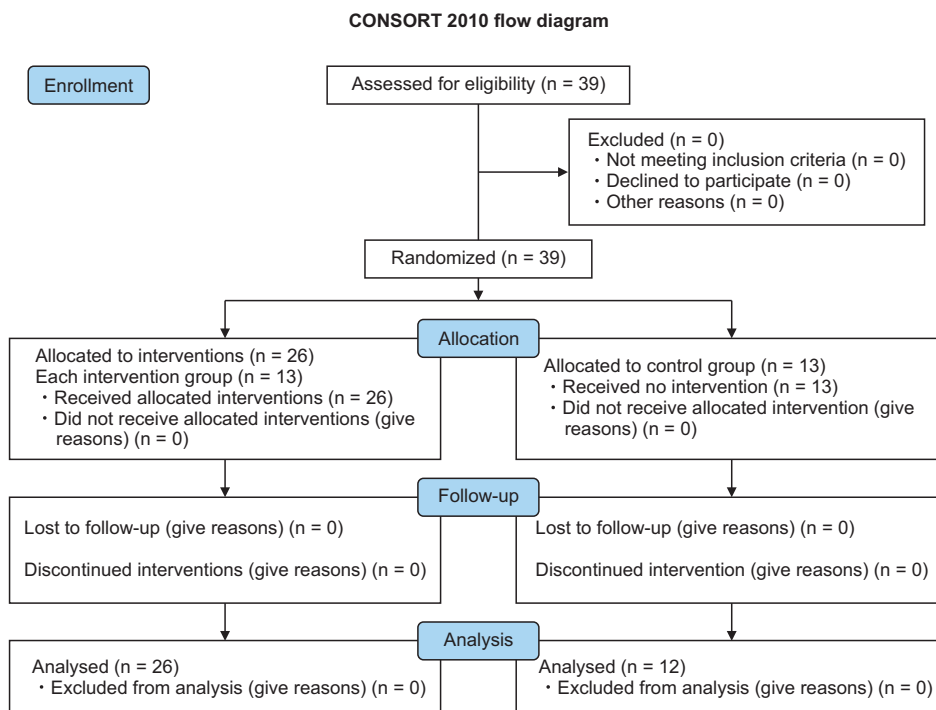 CONSORT 2010 flow diagram
Enrollment
Assessed for eligibility (n = 39)
Excluded (n = 0)
・Not meeting inclusion criteria (n = 0)
・Declined to participate (n = 0)
・Other reasons (n = 0)
Randomized (n = 39)
Allocation
Allocated to interventions (n = 26)
Each intervention group (n = 13)
・Received allocated interventions (n = 26)
・Did not receive allocated interventions (give
reasons) (n = 0)
Allocated to control group (n = 13)
・Received no intervention (n = 13)
・Did not receive allocated intervention (give
reasons) (n = 0)
Follow-up
Lost to follow-up (give reasons) (n = 0)
Discontinued interventions (give reasons) (n = 0)
Lost to follow-up (give reasons) (n = 0)
Discontinued intervention (give reasons) (n = 0)
Analysis
Analysed (n = 26)
・Excluded from analysis (give reasons) (n = 0)
Analysed (n = 12)
・Excluded from analysis (give reasons) (n = 0)